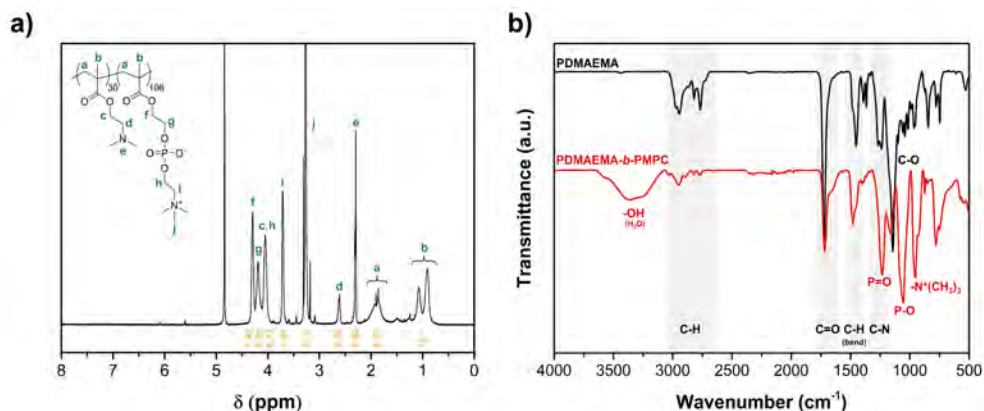 a)
a b a b
30 106
O O O O
c d f g
N
e
O
O=P-O⁻
O
h i
N⁺
j
f
g
c,h
i
j
d
e
a
b
8 7 6 5 4 3 2 1 0
δ (ppm)
b)
PDMAEMA
PDMAEMA-b-PMPC
-OH
(H₂O)
C-O
P=O
P-O
-N⁺(CH₃)₃
C-H
C=O C-H C-N
(bend)
Transmittance (a.u.)
4000 3500 3000 2500 2000 1500 1000 500
Wavenumber (cm⁻¹)